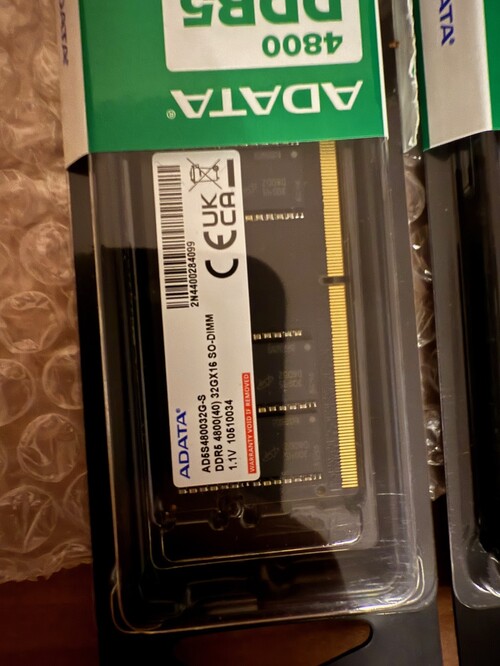 DDR5
4800
ADATA®
2N4400284099
UK
CA
CE
ADATA®
AD5S480032G-S
DDR5 4800(40) 32GX16 SO-DIMM
1.1V 10510034
WARRANTY VOID IF REMOVED
ADATA®